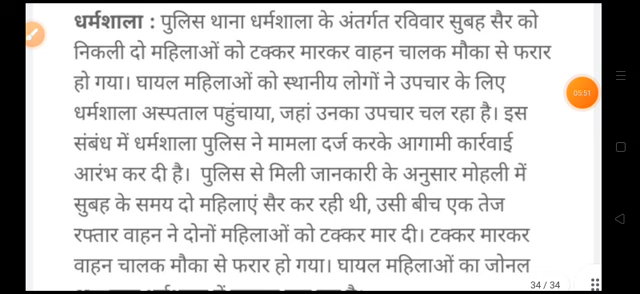 धर्मशाला : पुलिस थाना धर्मशाला के अंतर्गत रविवार सुबह सैर को
निकली दो महिलाओं को टक्कर मारकर वाहन चालक मौका से फरार
हो गया। घायल महिलाओं को स्थानीय लोगों ने उपचार के लिए
धर्मशाला अस्पताल पहुंचाया, जहां उनका उपचार चल रहा है। इस
संबंध में धर्मशाला पुलिस ने मामला दर्ज करके आगामी कार्रवाई
आरंभ कर दी है। पुलिस से मिली जानकारी के अनुसार मोहली में
सुबह के समय दो महिलाएं सैर कर रही थी, उसी बीच एक तेज
रफ्तार वाहन ने दोनों महिलाओं को टक्कर मार दी। टक्कर मारकर
वाहन चालक मौका से फरार हो गया। घायल महिलाओं का जोनल
05:51
34 / 34